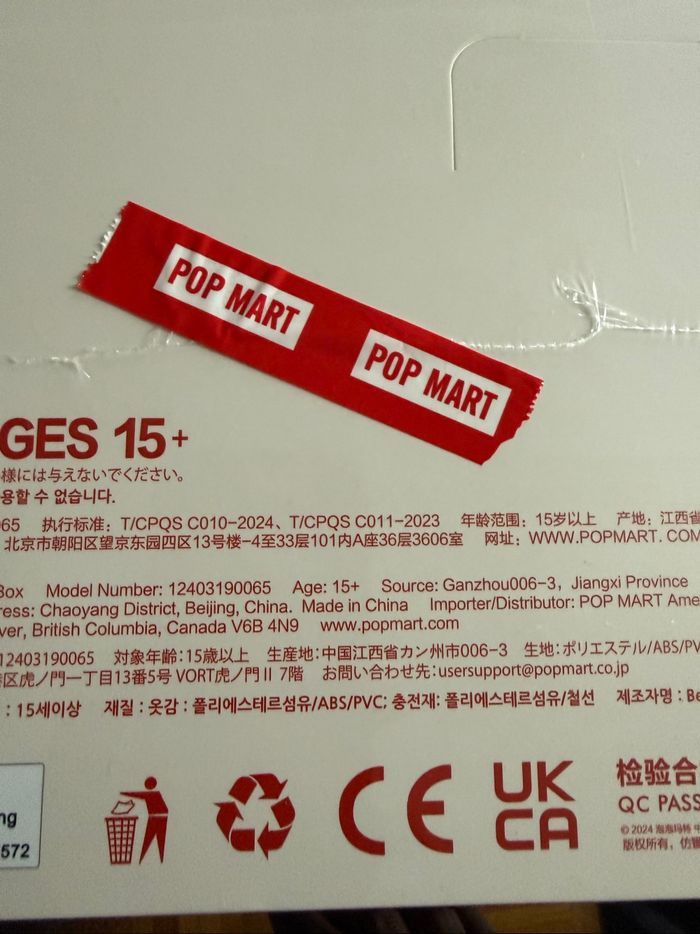 POP MART
POP MART
GES 15+
様には与えないでください。
용할 수 없습니다.
065 执行标准：T/CPQS C010-2024、T/CPQS C011-2023 年龄范围：15岁以上 产地：江西省
北京市朝阳区望京东园四区13号楼-4至33层101内A座36层3606室 网址：WWW.POPMART.COM
Box Model Number: 12403190065 Age: 15+ Source: Ganzhou006-3, Jiangxi Province
ress: Chaoyang District, Beijing, China. Made in China Importer/Distributor: POP MART Ame
ver, British Columbia, Canada V6B 4N9 www.popmart.com
12403190065 対象年齢：15歳以上 生産地：中国江西省カン州市006-3 生地：ポリエステル/ABS/PV
区虎ノ門一丁目13番5号 VORT虎ノ門Ⅱ 7階 お問い合わせ先：usersupport@popmart.co.jp
: 15세이상 재질 : 옷감 : 폴리에스테르섬유/ABS/PVC; 충전재: 폴리에스테르섬유/철선 제조자명 : Be
ng
572
CE
UK
CA
检验合
QC PASS
© 2024 泡泡玛特
版权所有，仿冒